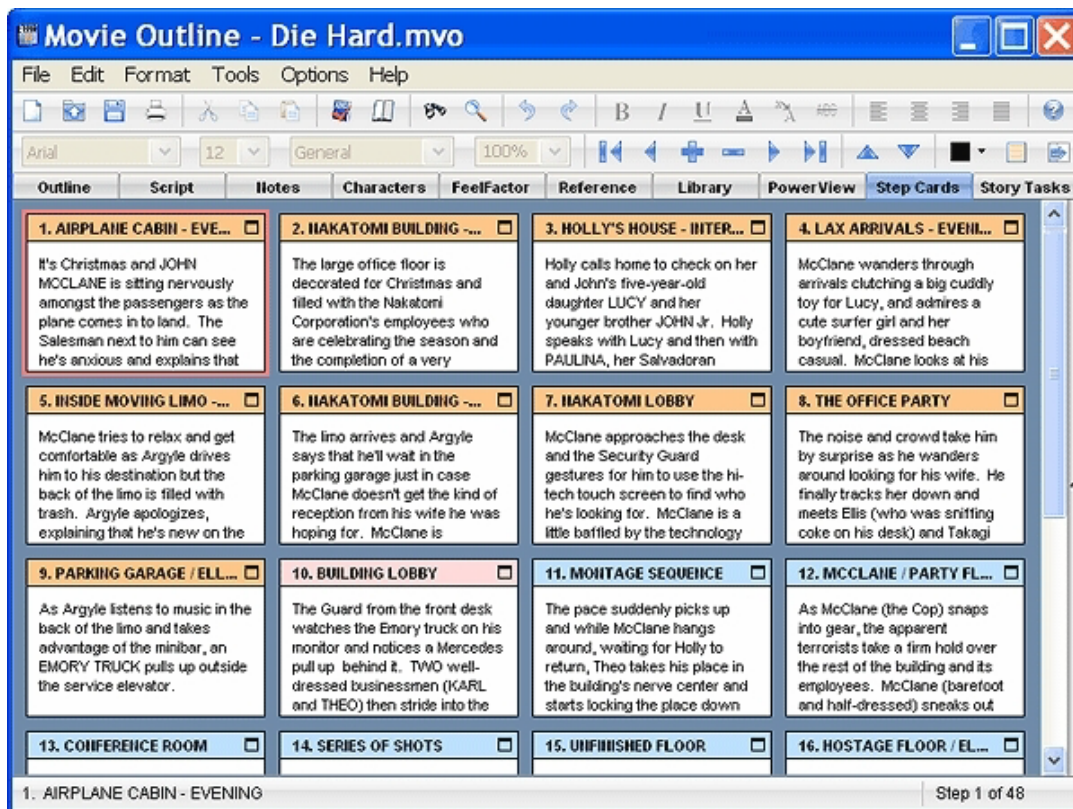 Movie Outline - Die Hard.mvo
File Edit Format Tools Options Help
B I U A ABC
Arial 12 General 100%
Outline Script Notes Characters FeelFactor Reference Library PowerView Step Cards Story Tasks
1. AIRPLANE CABIN - EVE...
It's Christmas and JOHN
MCCLANE is sitting nervously
amongst the passengers as the
plane comes in to land. The
Salesman next to him can see
he's anxious and explains that
2. NAKATOMI BUILDING -...
The large office floor is
decorated for Christmas and
filled with the Nakatomi
Corporation's employees who
are celebrating the season and
the completion of a very
3. HOLLY'S HOUSE - INTER...
Holly calls home to check on her
and John's five-year-old
daughter LUCY and her
younger brother JOHN Jr. Holly
speaks with Lucy and then with
PAULINA, her Salvadoran
4. LAX ARRIVALS - EVENI...
McClane wanders through
arrivals clutching a big cuddly
toy for Lucy, and admires a
cute surfer girl and her
boyfriend, dressed beach
casual. McClane looks at his
5. INSIDE MOVING LIMO -...
McClane tries to relax and get
comfortable as Argyle drives
him to his destination but the
back of the limo is filled with
trash. Argyle apologizes,
explaining that he's new on the
6. NAKATOMI BUILDING -...
The limo arrives and Argyle
says that he'll wait in the
parking garage just in case
McClane doesn't get the kind of
reception from his wife he was
hoping for. McClane is
7. NAKATOMI LOBBY
McClane approaches the desk
and the Security Guard
gestures for him to use the hi-
tech touch screen to find who
he's looking for. McClane is a
little baffled by the technology
8. THE OFFICE PARTY
The noise and crowd take him
by surprise as he wanders
around looking for his wife. He
finally tracks her down and
meets Ellis (who was sniffing
coke on his desk) and Takagi
9. PARKING GARAGE / ELL...
As Argyle listens to music in the
back of the limo and takes
advantage of the minibar, an
EMORY TRUCK pulls up outside
the service elevator.
10. BUILDING LOBBY
The Guard from the front desk
watches the Emory truck on his
monitor and notices a Mercedes
pull up behind it. TWO well-
dressed businessmen (KARL
and THEO) then stride into the
11. MONTAGE SEQUENCE
The pace suddenly picks up
and while McClane hangs
around, waiting for Holly to
return, Theo takes his place in
the building's nerve center and
starts locking the place down
12. MCCLANE / PARTY FL...
As McClane (the Cop) snaps
into gear, the apparent
terrorists take a firm hold over
the rest of the building and its
employees. McClane (barefoot
and half-dressed) sneaks out
13. CONFERENCE ROOM
14. SERIES OF SHOTS
15. UNFINISHED FLOOR
16. HOSTAGE FLOOR / EL...
1. AIRPLANE CABIN - EVENING
Step 1 of 48